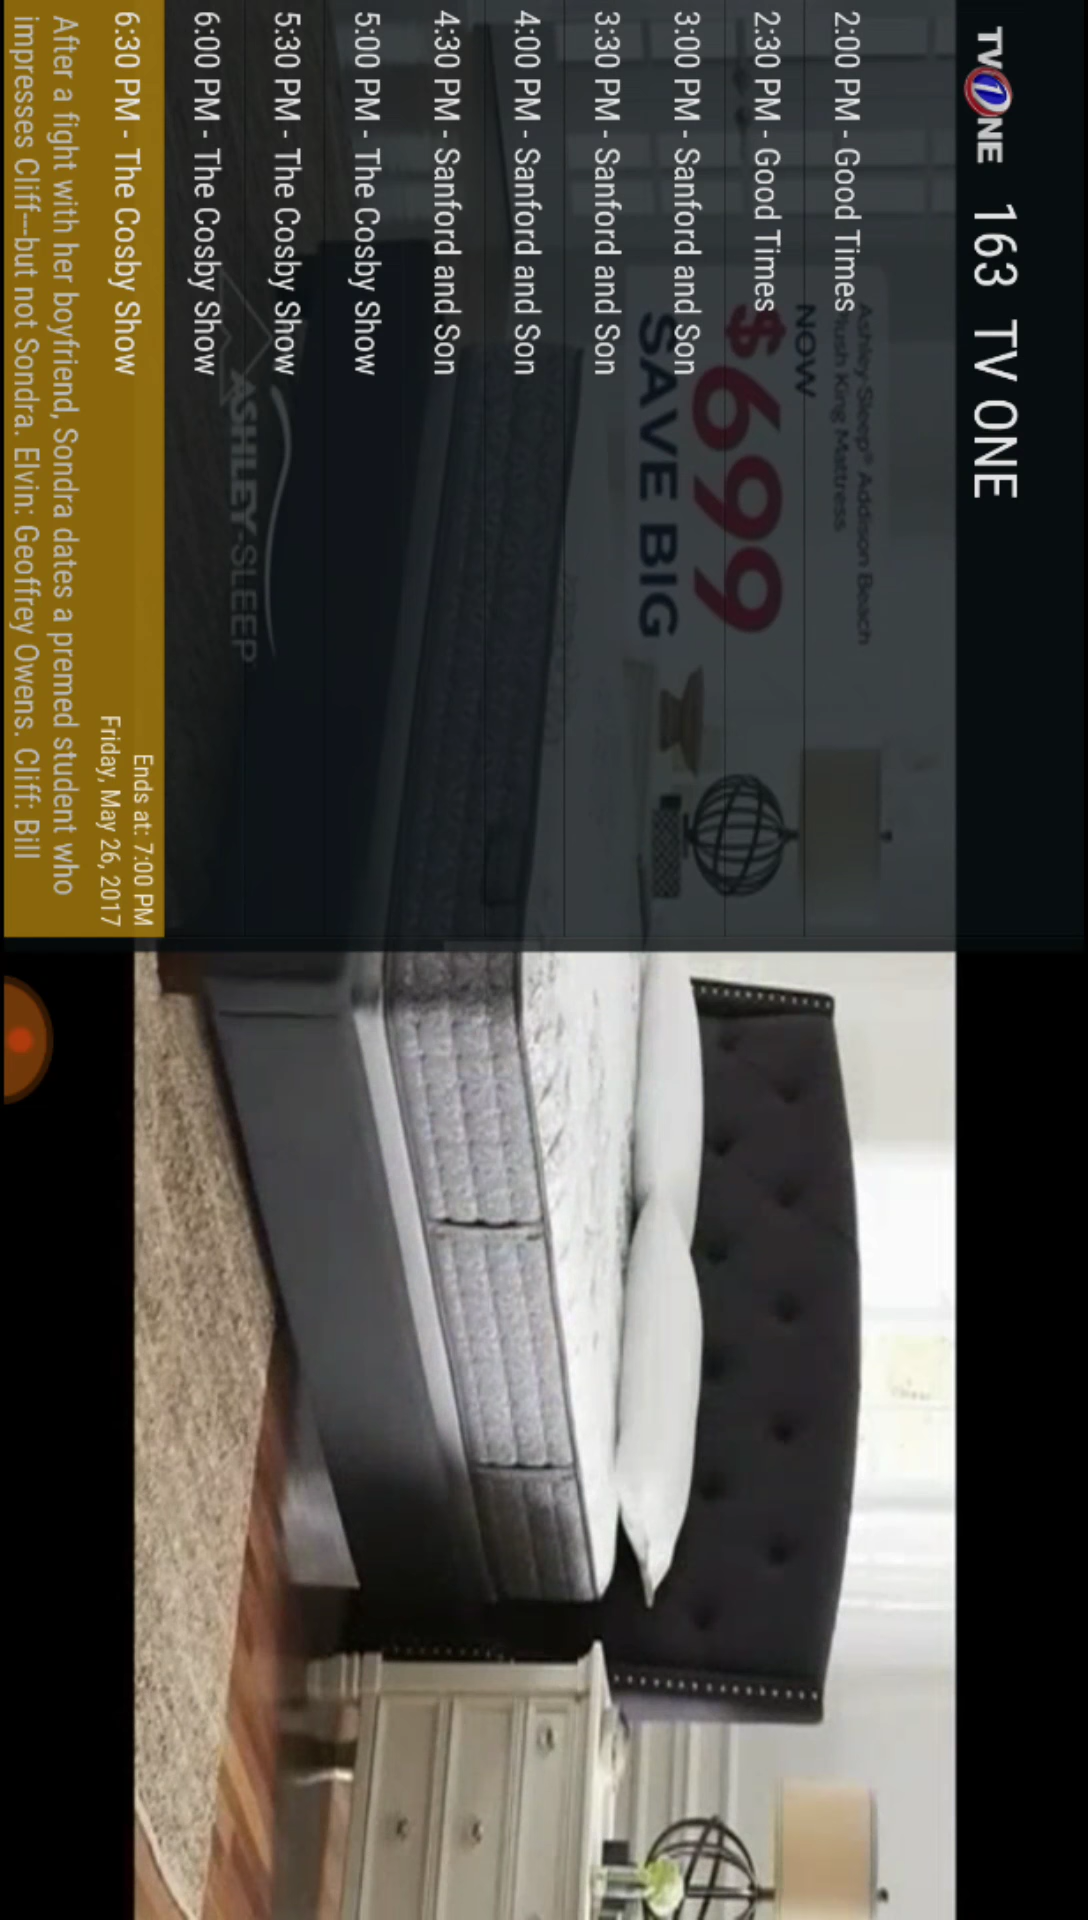 TV1ONE 163 TV ONE
2:00 PM - Good Times
2:30 PM - Good Times
3:00 PM - Sanford and Son
3:30 PM - Sanford and Son
4:00 PM - Sanford and Son
4:30 PM - Sanford and Son
5:00 PM - The Cosby Show
5:30 PM - The Cosby Show
6:00 PM - The Cosby Show
6:30 PM - The Cosby Show
Ends at: 7:00 PM
Friday, May 26, 2017
After a fight with her boyfriend, Sondra dates a premed student who
impresses Cliff---but not Sondra. Elvin: Geoffrey Owens. Cliff: Bill
Ashley-Sleep® Addison Beach
Plush King Mattress
NOW
$699
SAVE BIG
ASHLEY-SLEEP